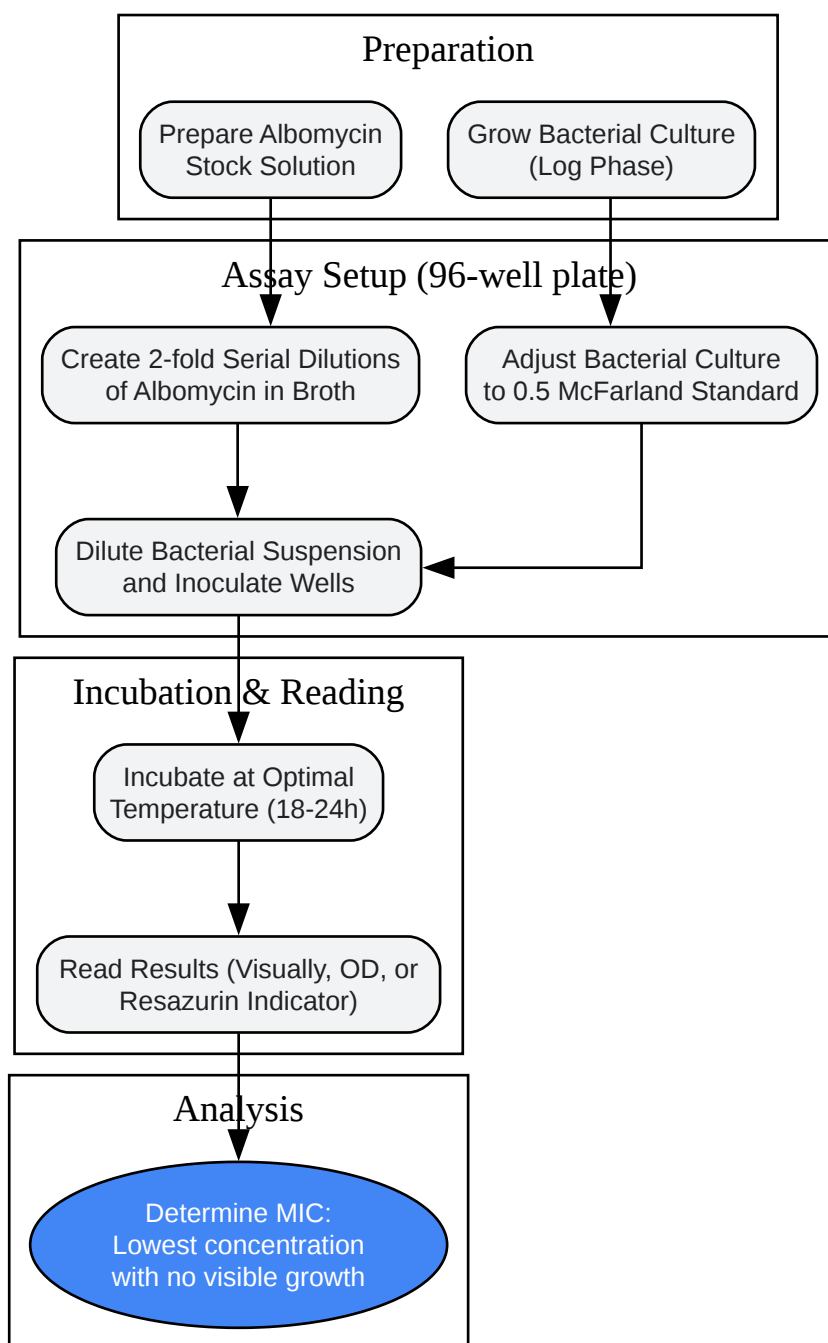 Preparation
Prepare Albomycin
Stock Solution
Grow Bacterial Culture
(Log Phase)
Assay Setup (96-well plate)
Create 2-fold Serial Dilutions
of Albomycin in Broth
Adjust Bacterial Culture
to 0.5 McFarland Standard
Dilute Bacterial Suspension
and Inoculate Wells
Incubation & Reading
Incubate at Optimal
Temperature (18-24h)
Read Results (Visually, OD, or
Resazurin Indicator)
Analysis
Determine MIC:
Lowest concentration
with no visible growth